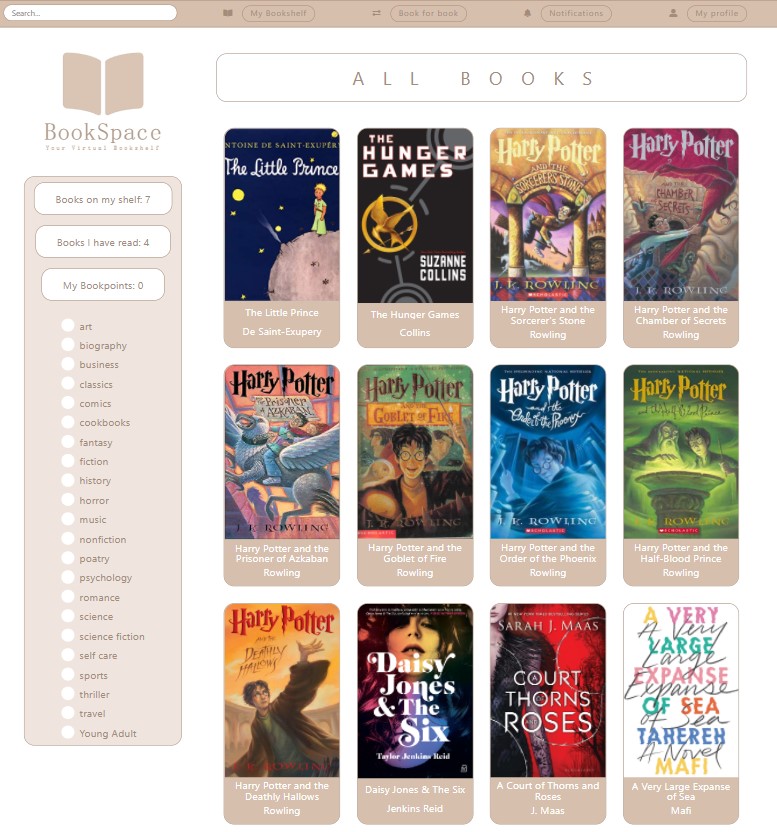 Search...
My Bookshelf
Book for book
Notifications
My profile
BookSpace
Your Virtual Bookshelf
ALL BOOKS
Books on my shelf: 7
Books I have read: 4
My Bookpoints: 0
art
biography
business
classics
comics
cookbooks
fantasy
fiction
history
horror
music
nonfiction
poatry
psychology
romance
science
science fiction
self care
sports
thriller
travel
Young Adult
NTOINE DE SAINT-EXUPÉR
The Little Prince
The Little Prince
De Saint-Exupery
THE
HUNGER
GAMES
SUZANNE
COLLINS
The Hunger Games
Collins
Harry Potter
AND THE
SORCERER'S STONE
J. K. ROWLING
SCHOLASTIC
Harry Potter and the
Sorcerer's Stone
Rowling
Harry Potter
AND THE
CHAMBER OF
SECRETS
J. K. ROWLING
Harry Potter and the
Chamber of Secrets
Rowling
Harry Potter
and the Prisoner of
AZKABAN
J. K. ROWLING
Harry Potter and the
Prisoner of Azkaban
Rowling
Harry Potter
AND THE
GOBLET OF FIRE
J. K. ROWLING
Harry Potter and the
Goblet of Fire
Rowling
Harry Potter
and the
Order of the Phoenix
J. K. ROWLING
SCHOLASTIC
Harry Potter and the
Order of the Phoenix
Rowling
Harry Potter
and the Half-Blood Prince
J. K. ROWLING
SCHOLASTIC
Harry Potter and the
Half-Blood Prince
Rowling
Harry Potter
AND THE
DEATHLY
HALLOWS
J. K. ROWLING
Harry Potter and the
Deathly Hallows
Rowling
Daisy
Jones
& The
Six
Taylor Jenkins Reid
Daisy Jones & The Six
Jenkins Reid
SARAH J. MAAS
A COURT
OF
THORNS
AND
ROSES
A Court of Thorns and
Roses
J. Maas
A VERY
A Very
LARGE
Large
EXPANSE
Expanse
OF SEA
of Sea
TAHEREH
A Novel
MAFI
A Very Large Expanse
of Sea
Mafi